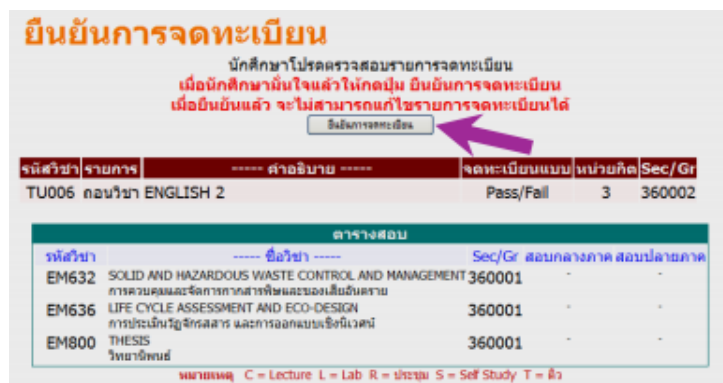 ยืนยันการจดทะเบียน
นักศึกษาโปรดตรวจสอบรายการจดทะเบียน
เมื่อนักศึกษามั่นใจแล้วให้กดปุ่ม ยืนยันการจดทะเบียน
เมื่อยืนยันแล้ว จะไม่สามารถแก้ไขรายการจดทะเบียนได้
ยืนยันการจดทะเบียน
รหัสวิชา รายการ ----- คำอธิบาย ----- จดทะเบียนแบบ หน่วยกิต Sec/Gr
TU006 ถอนวิชา ENGLISH 2 Pass/Fail 3 360002
ตารางสอบ
รหัสวิชา ----- ชื่อวิชา ----- Sec/Gr สอบกลางภาค สอบปลายภาค
EM632 SOLID AND HAZARDOUS WASTE CONTROL AND MANAGEMENT 360001 - -
การควบคุมและจัดการกากสารพิษและของเสียอันตราย
EM636 LIFE CYCLE ASSESSMENT AND ECO-DESIGN 360001 - -
การประเมินวัฏจักรสสาร และการออกแบบเชิงนิเวศน์
EM800 THESIS 360001 - -
วิทยานิพนธ์
หมายเหตุ C = Lecture L = Lab R = ประชุม S = Self Study T = ติว